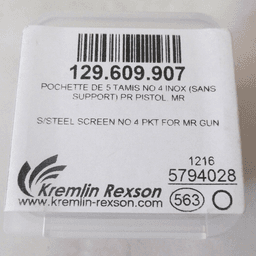 129.609.907
POCHETTE DE 5 TAMIS NO 4 INOX (SANS
SUPPORT) PR PISTOL. MR
S/STEEL SCREEN NO 4 PKT FOR MR GUN
1216
5794028
Kremlin Rexson
www.kremlin-rexson.com
563